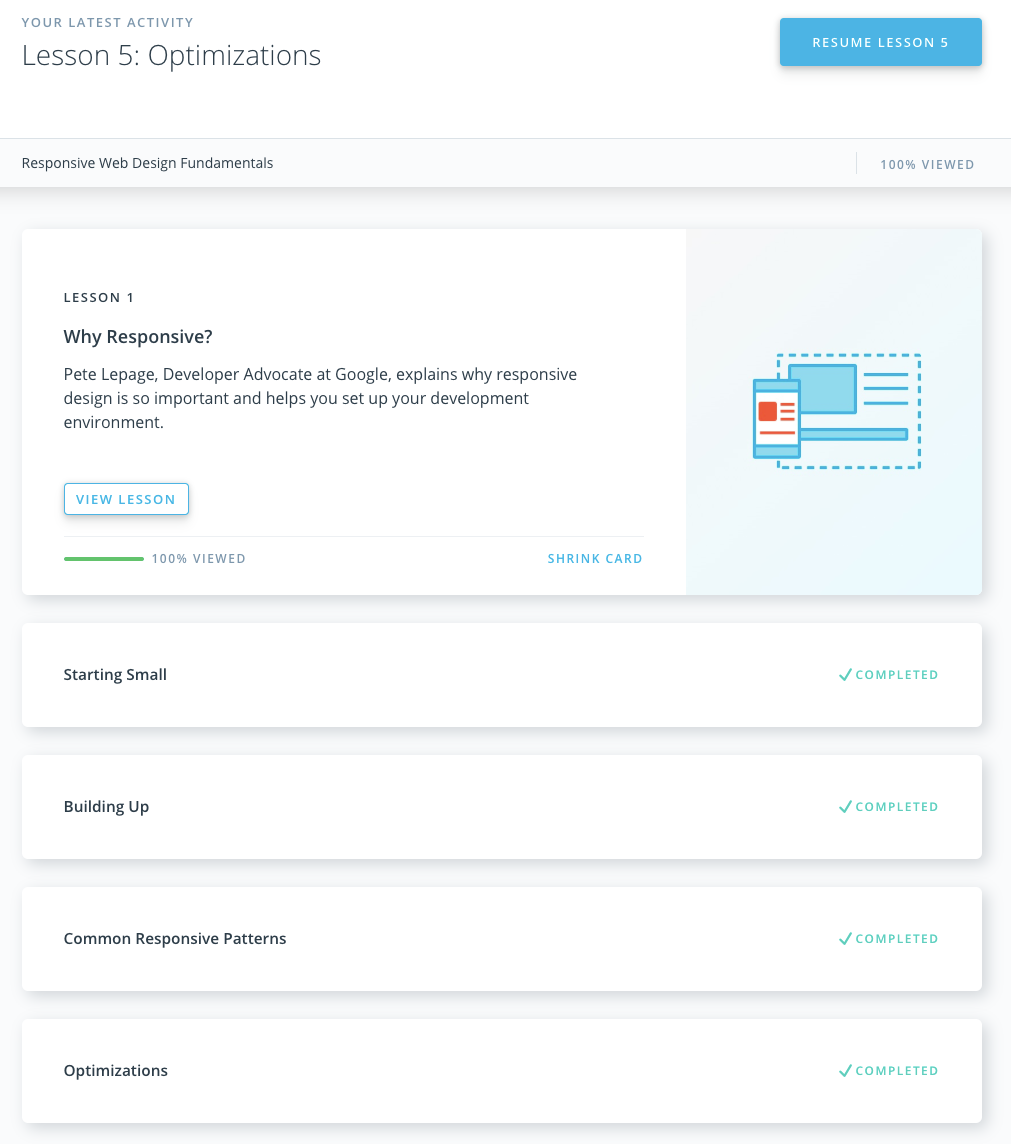 YOUR LATEST ACTIVITY
Lesson 5: Optimizations
RESUME LESSON 5
Responsive Web Design Fundamentals
100% VIEWED
LESSON 1
Why Responsive?
Pete Lepage, Developer Advocate at Google, explains why responsive
design is so important and helps you set up your development
environment.
VIEW LESSON
100% VIEWED
SHRINK CARD
Starting Small
COMPLETED
Building Up
COMPLETED
Common Responsive Patterns
COMPLETED
Optimizations
COMPLETED